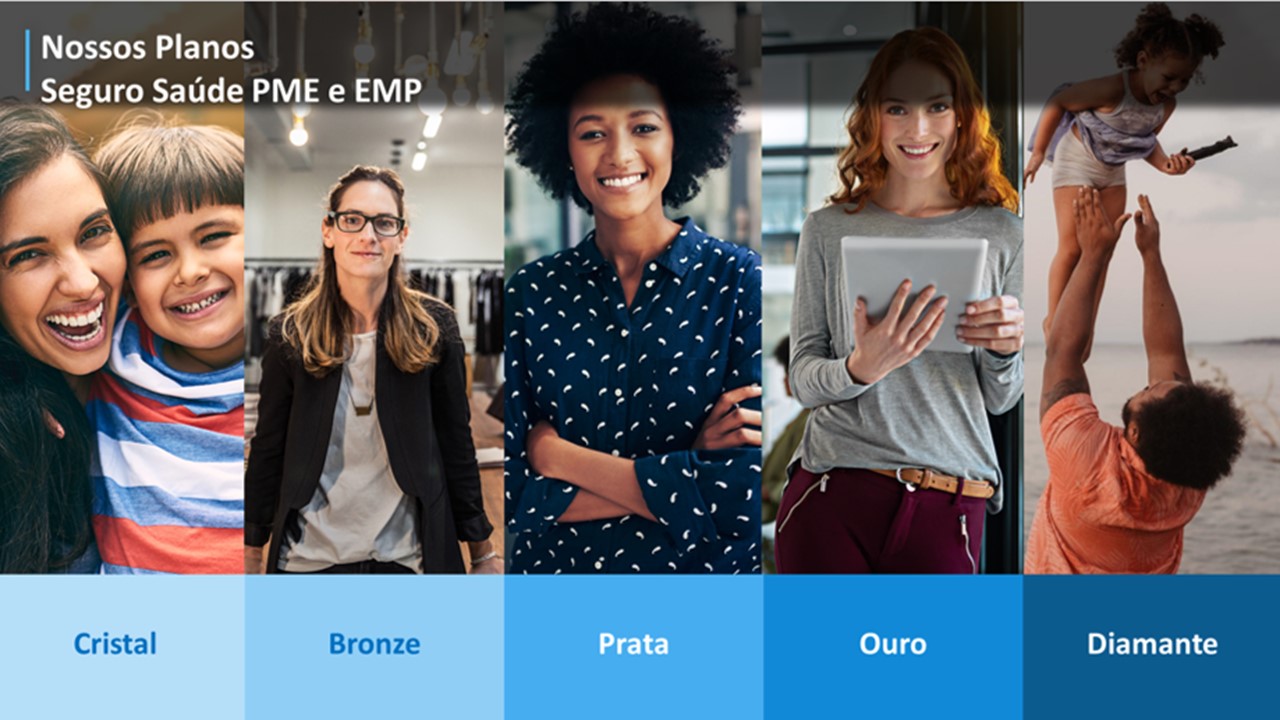 Nossos Planos
Seguro Saúde PME e EMP
Cristal
Bronze
Prata
Ouro
Diamante